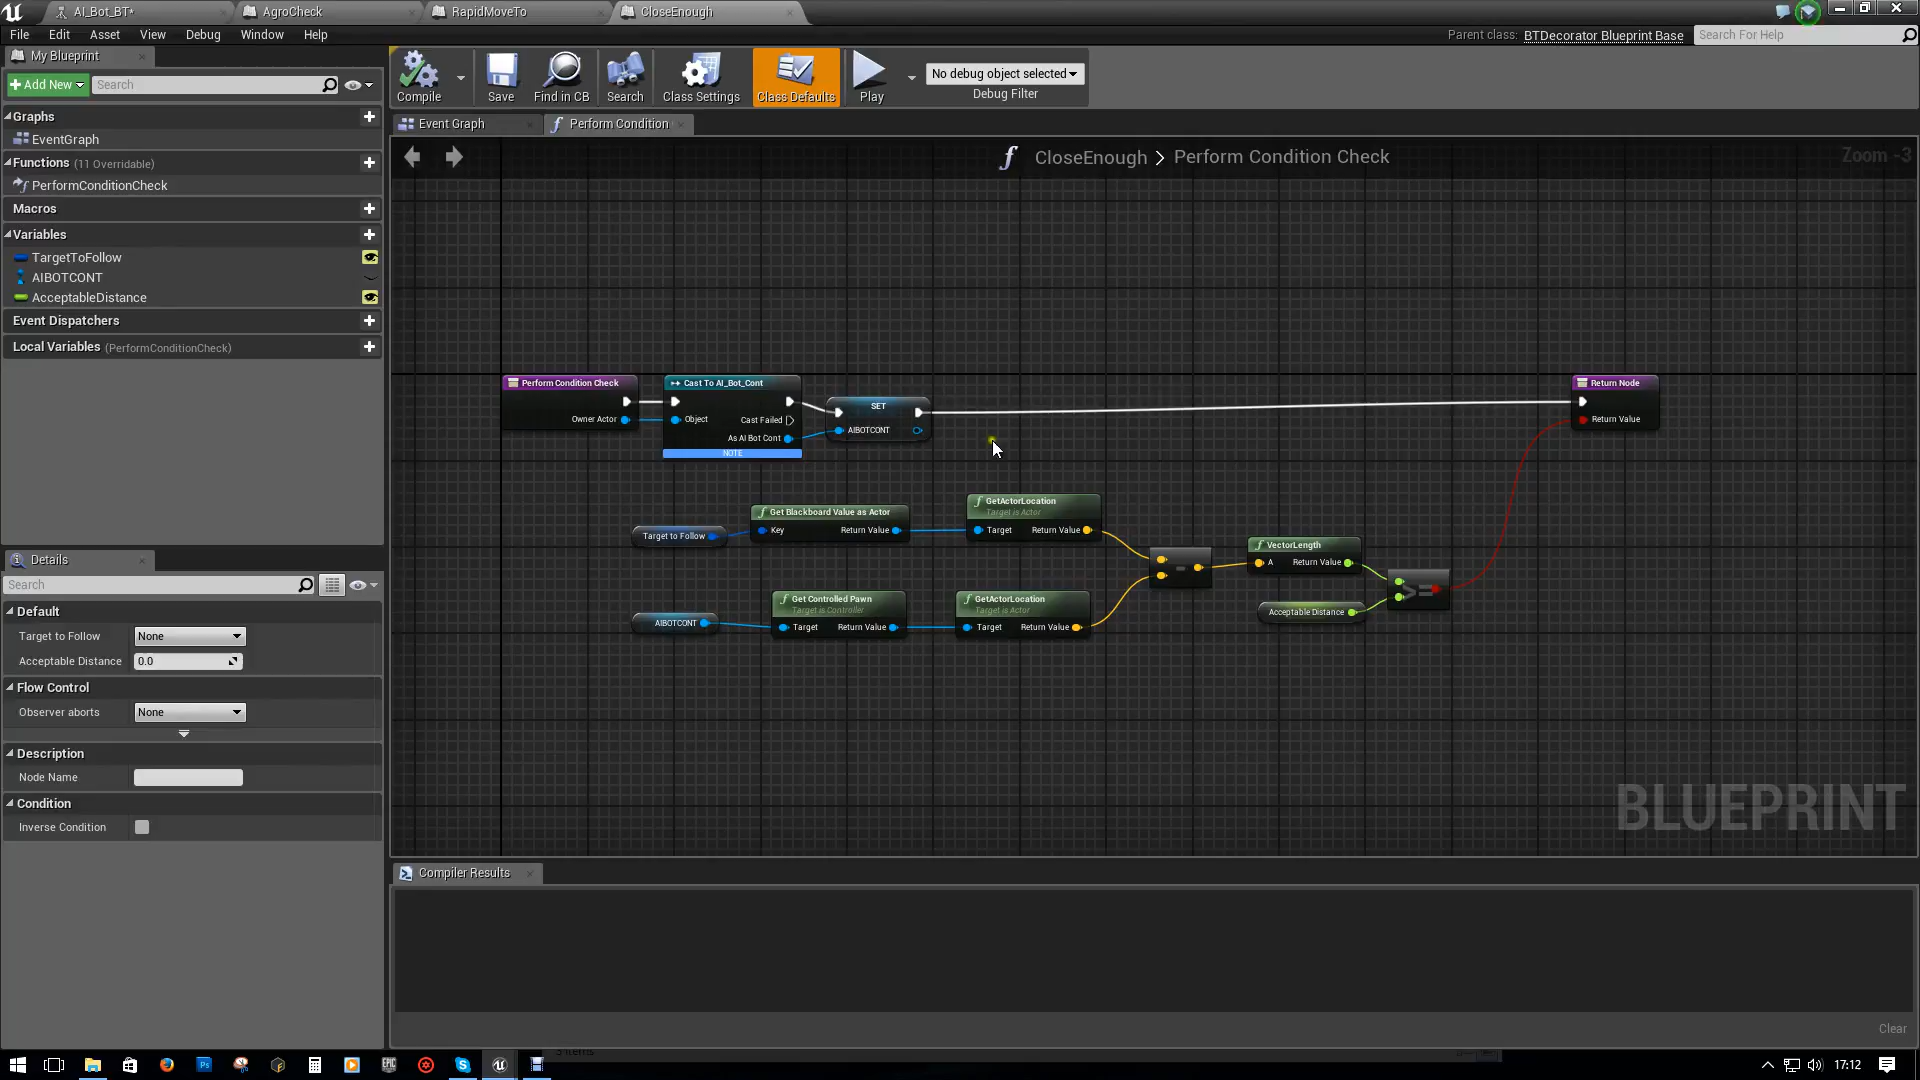 AI_Bot_BT*
AgroCheck
RapidMoveTo
CloseEnough
File Edit Asset View Debug Window Help
Parent class: BTDecorator Blueprint Base
Search For Help
My Blueprint
Add New
Search
Compile
Save
Find in CB
Search
Class Settings
Class Defaults
Play
No debug object selected
Debug Filter
Graphs
EventGraph
Functions (11 Overridable)
PerformConditionCheck
Macros
Variables
TargetToFollow
AIBOTCONT
AcceptableDistance
Event Dispatchers
Local Variables (PerformConditionCheck)
Event Graph
Perform Condition
CloseEnough > Perform Condition Check
Zoom -3
Perform Condition Check
Owner Actor
Cast To AI_Bot_Cont
Object
Cast Failed
As AI Bot Cont
NOTE
SET
AIBOTCONT
Return Node
Return Value
Target to Follow
Get Blackboard Value as Actor
Key
Return Value
GetActorLocation
Target is Actor
Target
Return Value
-
VectorLength
A
Return Value
Acceptable Distance
>=
AIBOTCONT
Get Controlled Pawn
Target is Controller
Target
Return Value
GetActorLocation
Target is Actor
Target
Return Value
BLUEPRINT
Details
Search
Default
Target to Follow None
Acceptable Distance 0.0
Flow Control
Observer aborts None
Description
Node Name
Condition
Inverse Condition
Compiler Results
Clear
17:12